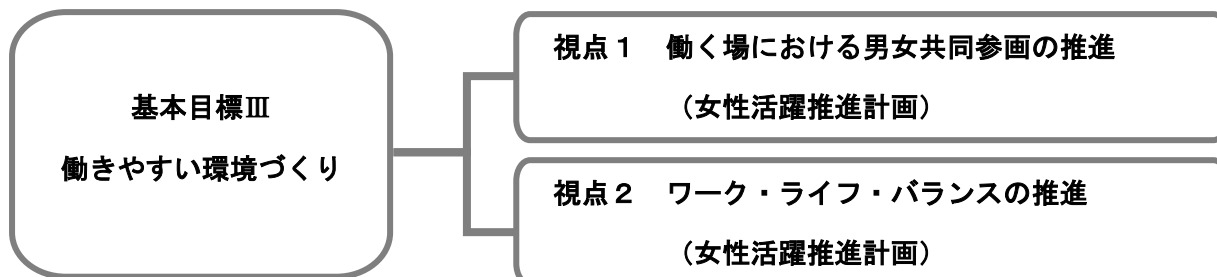 基本目標Ⅲ
働きやすい環境づくり
視点１　働く場における男女共同参画の推進
（女性活躍推進計画）
視点２　ワーク・ライフ・バランスの推進
（女性活躍推進計画）